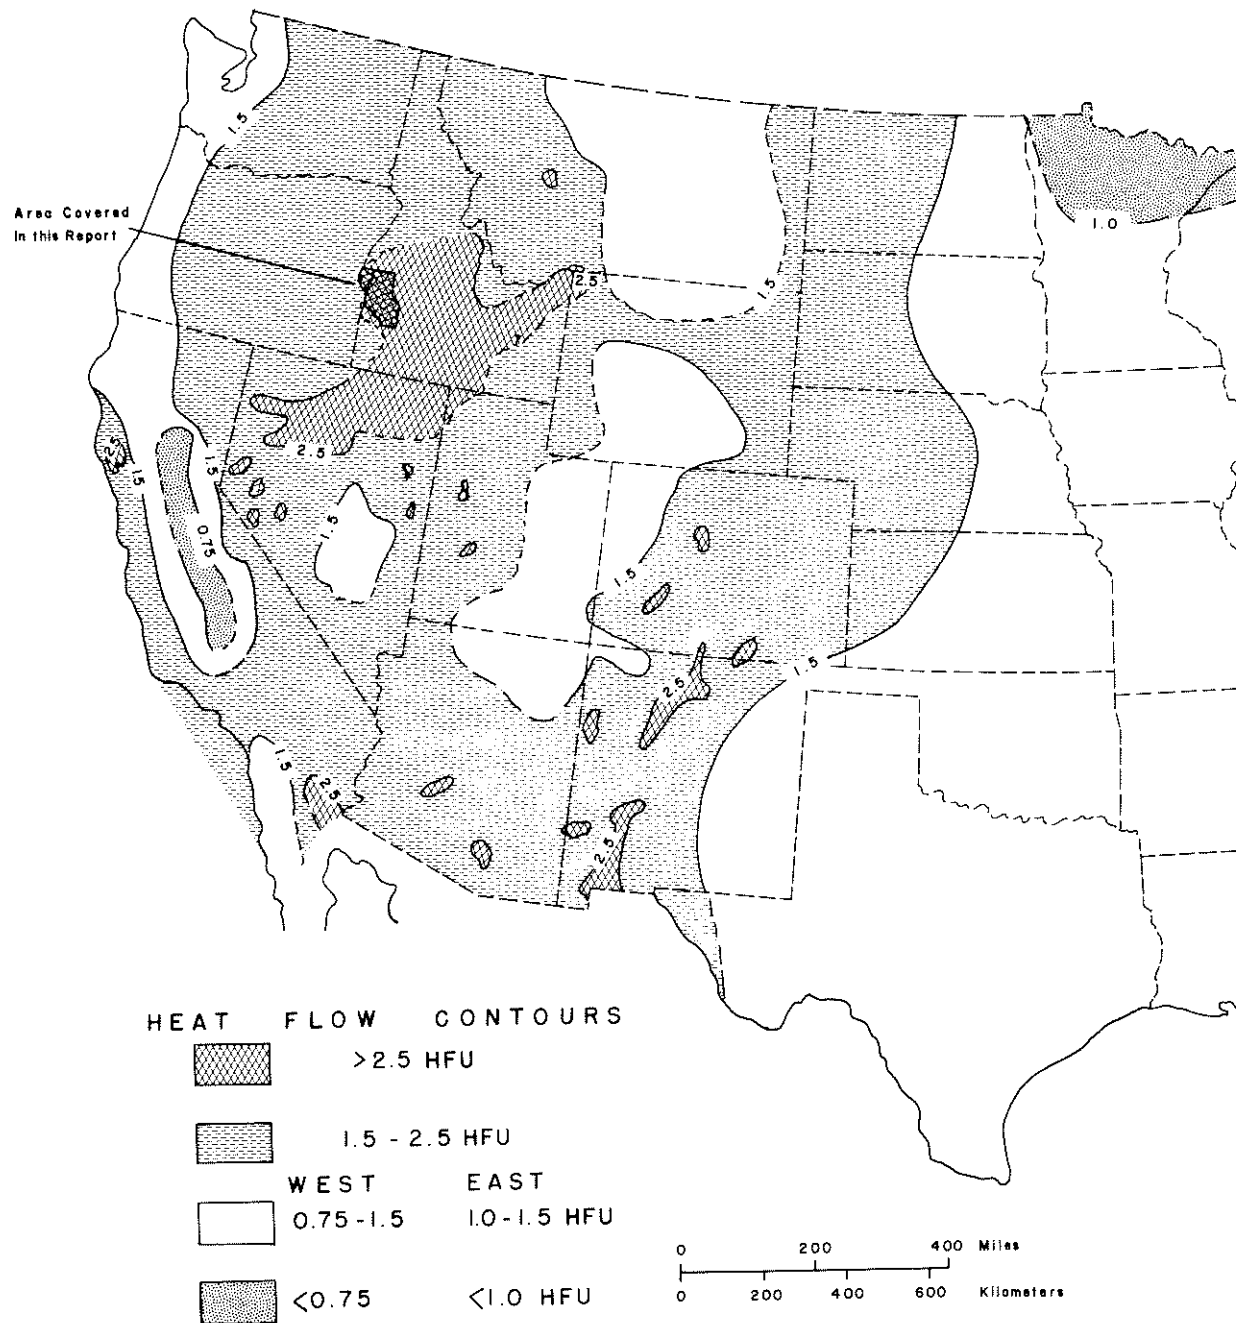 1.5
Area Covered
In this Report
1.0
2.5
1.5
2.5
2.5
1.5
1.5
1.5
0.75
1.5
1.5
1.5
2.5
1.5
2.5
2.5
HEAT FLOW CONTOURS
>2.5 HFU
1.5 - 2.5 HFU
WEST EAST
0.75 - 1.5 1.0 - 1.5 HFU
<0.75 <1.0 HFU
0 200 400 Miles
0 200 400 600 Kilometers